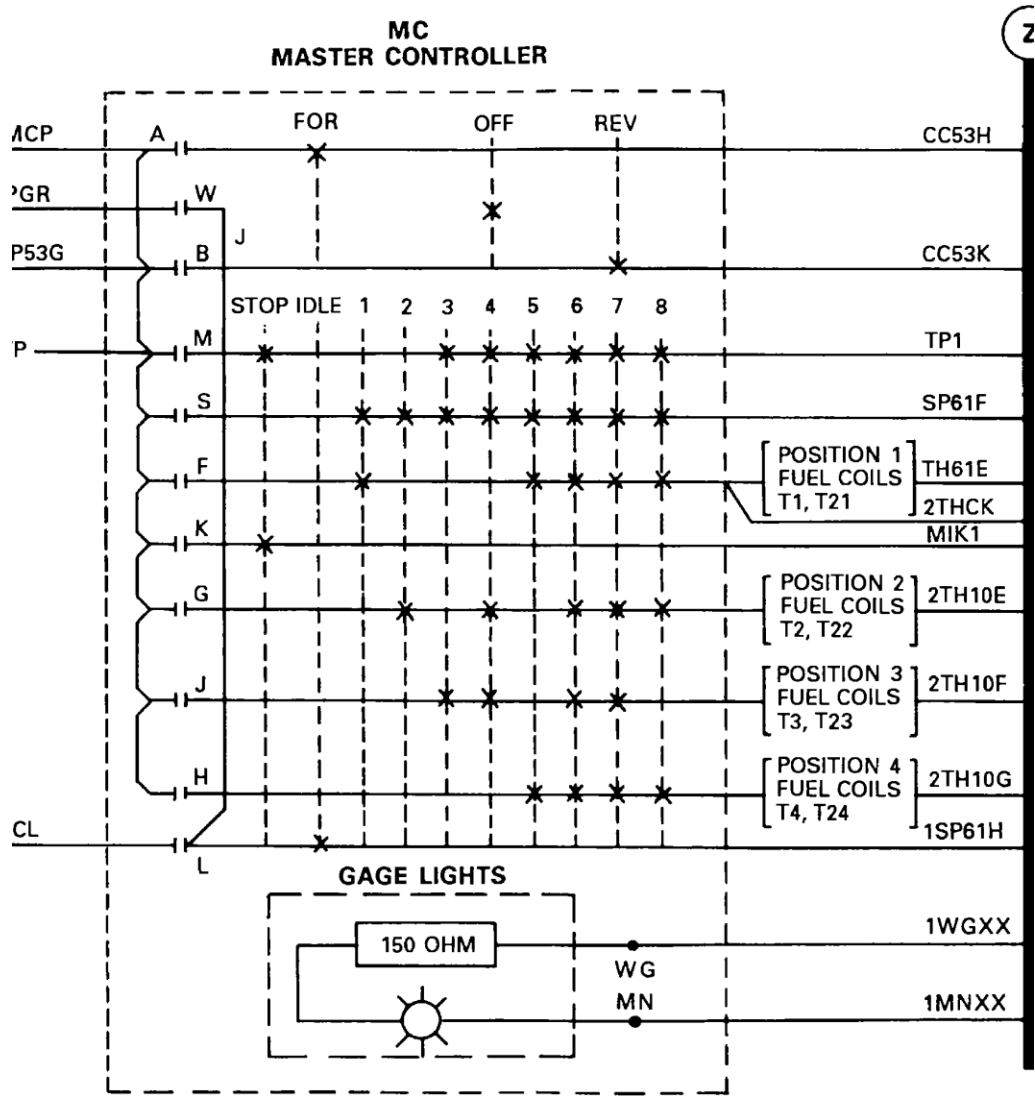 MC
MASTER CONTROLLER
Z
MCP
A
FOR
OFF
REV
CC53H
PGR
W
J
P53G
B
CC53K
STOP IDLE 1 2 3 4 5 6 7 8
P
M
TP1
S
SP61F
F
POSITION 1
FUEL COILS
T1, T21
TH61E
2THCK
K
MIK1
G
POSITION 2
FUEL COILS
T2, T22
2TH10E
J
POSITION 3
FUEL COILS
T3, T23
2TH10F
H
POSITION 4
FUEL COILS
T4, T24
2TH10G
CL
L
1SP61H
GAGE LIGHTS
150 OHM
WG
1WGXX
MN
1MNXX